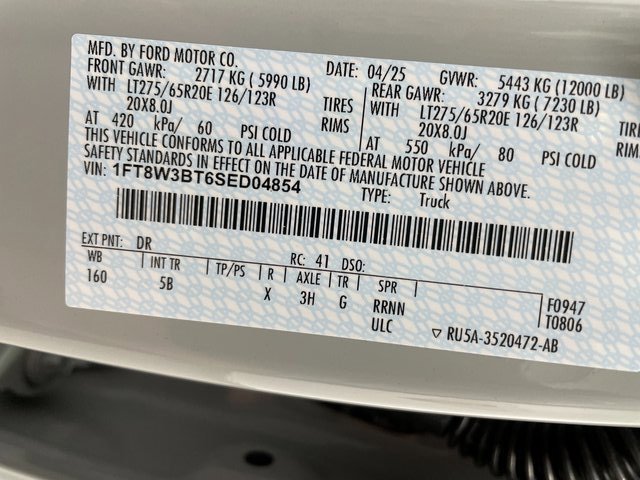 MFD. BY FORD MOTOR CO.
DATE: 04/25 GVWR: 5443 KG (12000 LB)
FRONT GAWR: 2717 KG ( 5990 LB) REAR GAWR: 3279 KG ( 7230 LB)
WITH LT275/65R20E 126/123R TIRES WITH LT275/65R20E 126/123R TIRES
20X8.0J RIMS 20X8.0J
AT 420 kPa/ 60 PSI COLD AT 550 kPa/ 80 PSI COLD
THIS VEHICLE CONFORMS TO ALL APPLICABLE FEDERAL MOTOR VEHICLE
SAFETY STANDARDS IN EFFECT ON THE DATE OF MANUFACTURE SHOWN ABOVE.
VIN: 1FT8W3BT6SED04854
TYPE: Truck
EXT PNT: DR RC: 41 DSO:
WB INT TR TP/PS R AXLE TR SPR
160 5B X 3H G RRNN F0947
ULC T0806
RU5A-3520472-AB